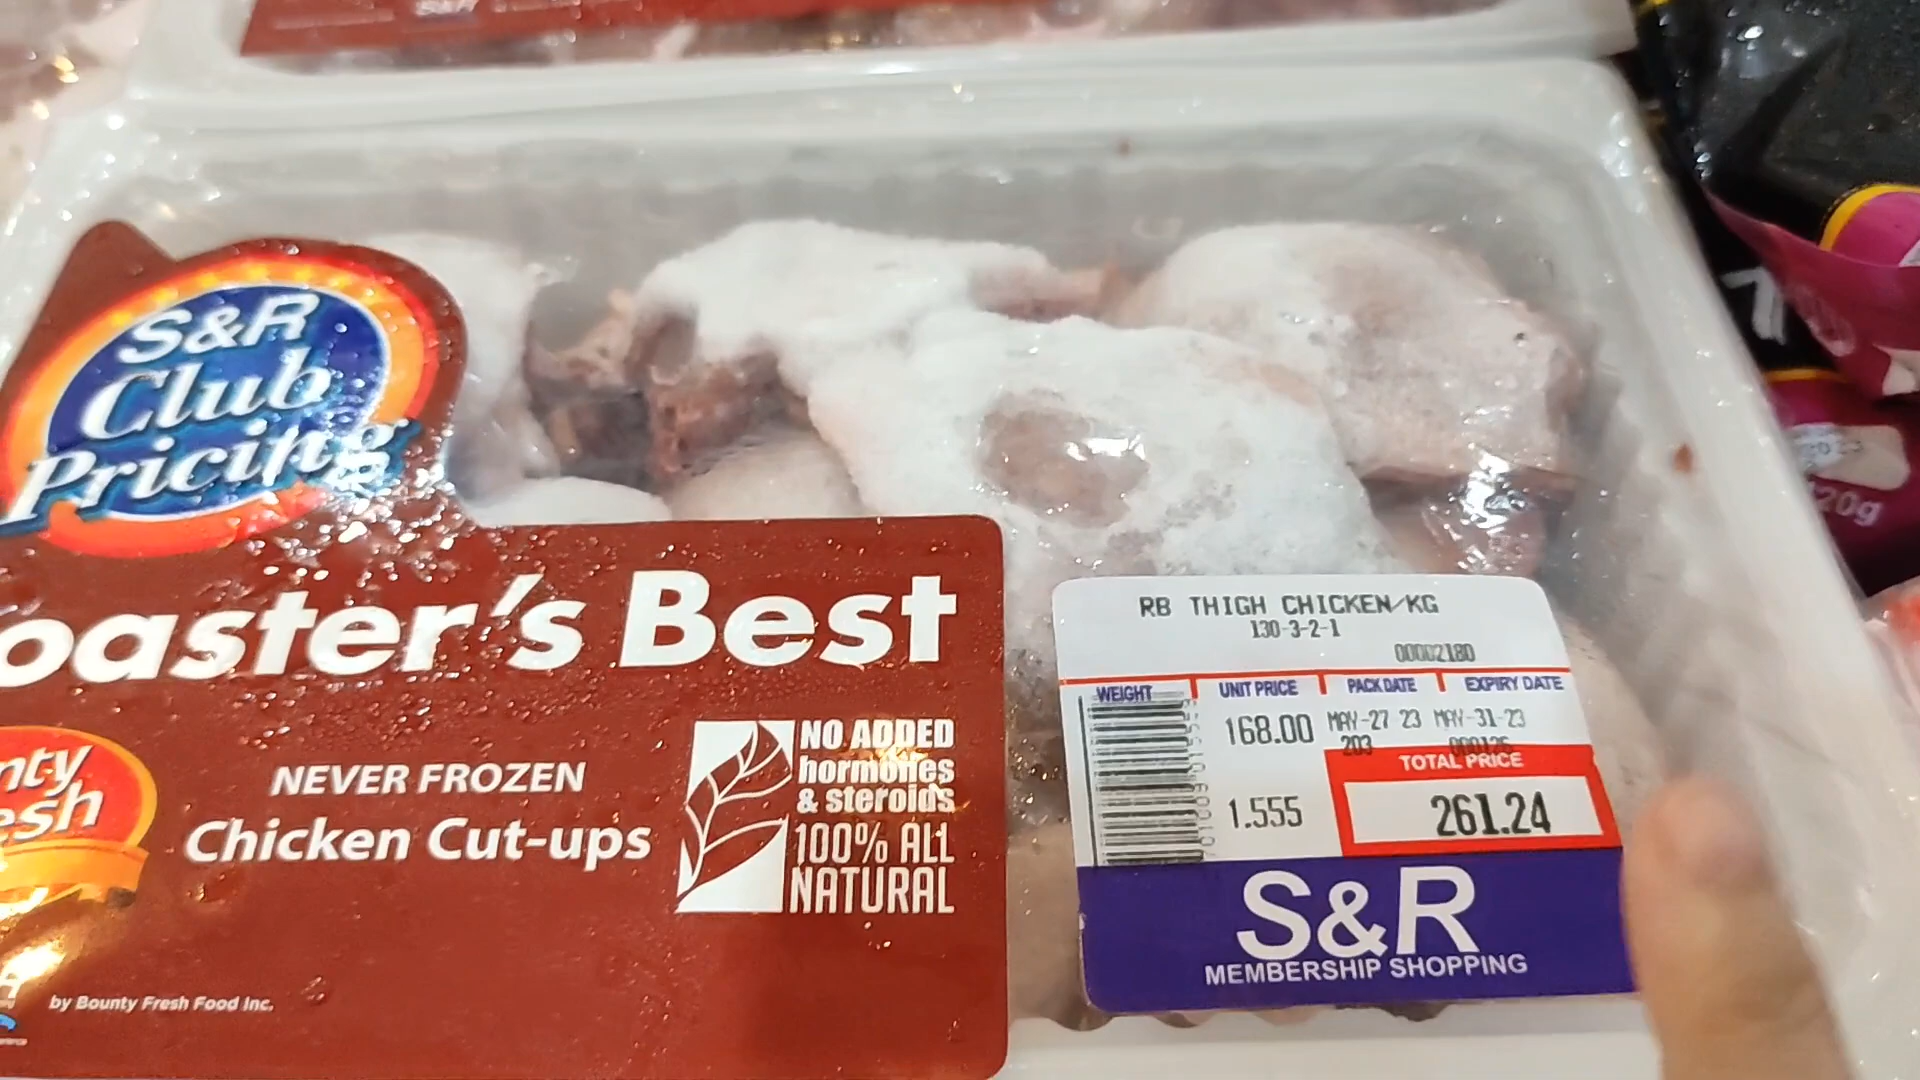 S&R
Club
Pricing
oaster's Best
nty
esh
NEVER FROZEN
Chicken Cut-ups
NO ADDED
hormones
& steroids
100% ALL
NATURAL
by Bounty Fresh Food Inc.
RB THIGH CHICKEN/KG
130-3-2-1
00002180
WEIGHT UNIT PRICE PACK DATE EXPIRY DATE
168.00 MAY-27 23 MAY-31-23
203 000126
TOTAL PRICE
1.555 261.24
S&R
MEMBERSHIP SHOPPING
20g